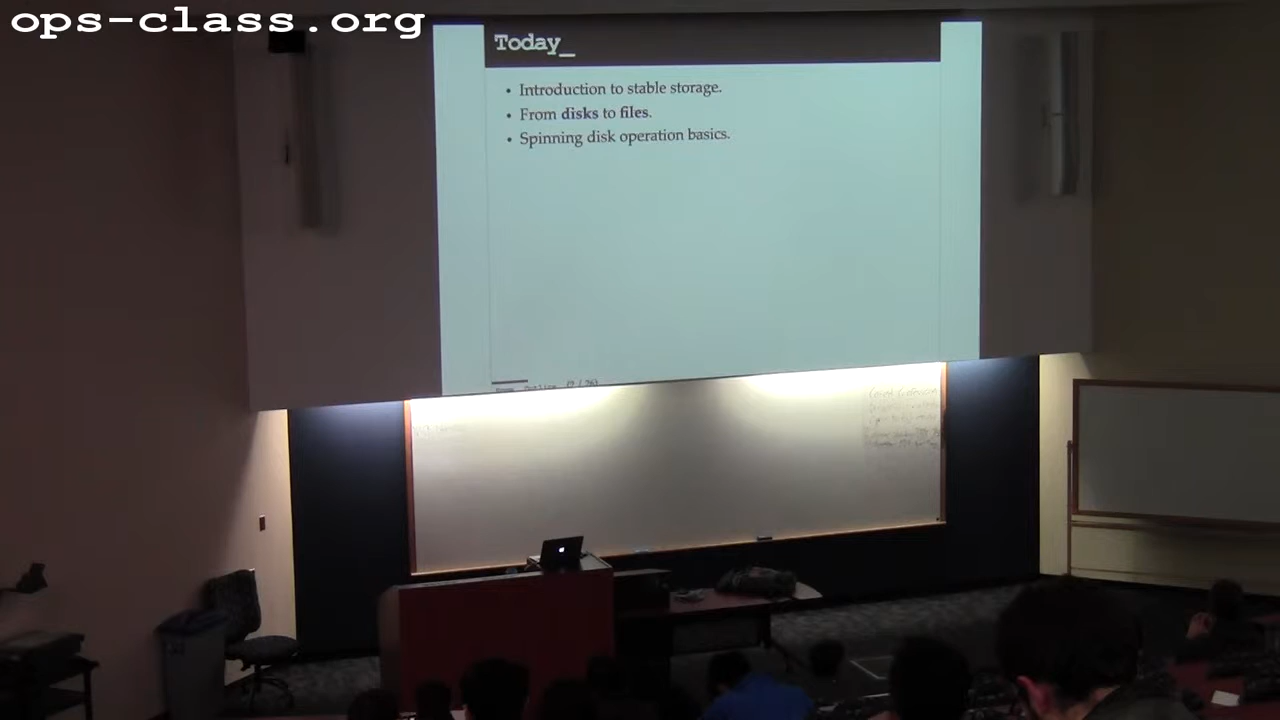 ops-class.org
Today_
• Introduction to stable storage.
• From disks to files.
• Spinning disk operation basics.